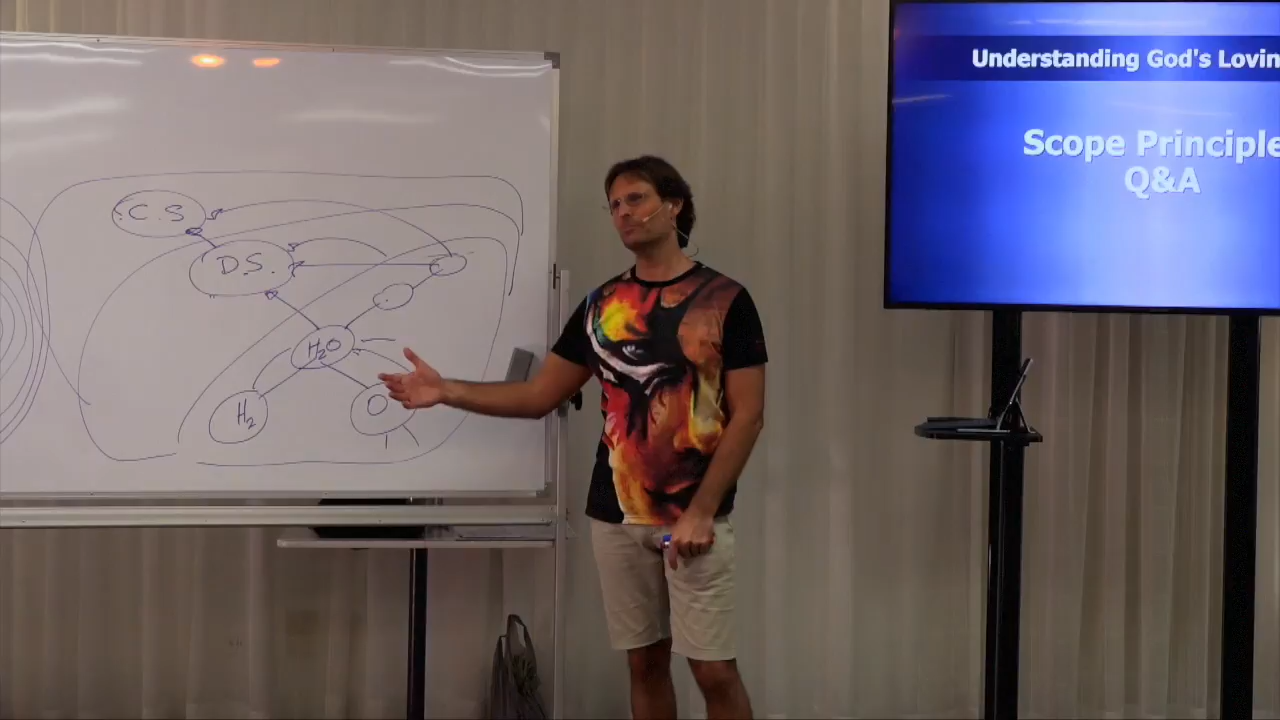 C.S
D.S.
H2O
H2
O
Understanding God's Lovin
Scope Principle
Q&A